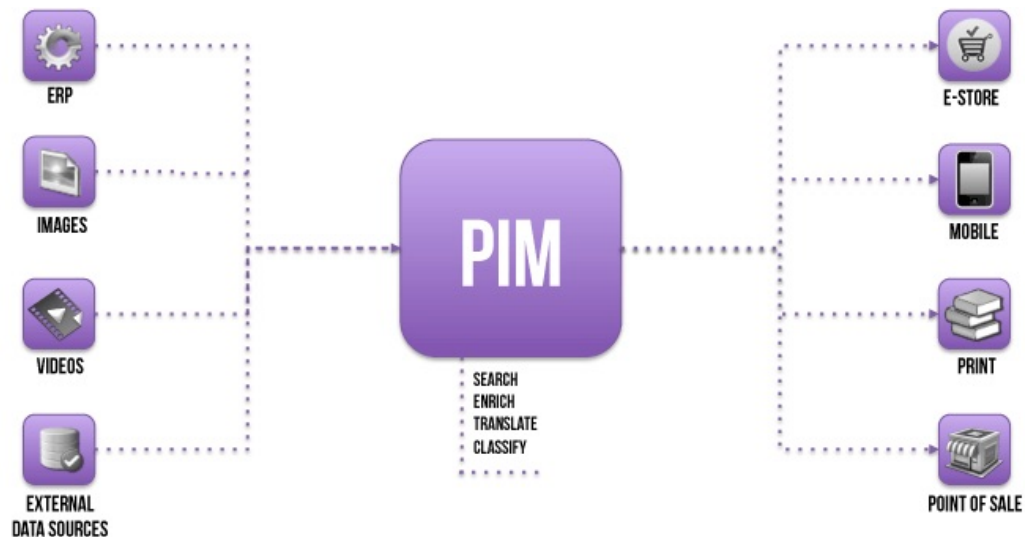 ERP
IMAGES
VIDEOS
EXTERNAL
DATA SOURCES
PIM
SEARCH
ENRICH
TRANSLATE
CLASSIFY
E-STORE
MOBILE
PRINT
POINT OF SALE